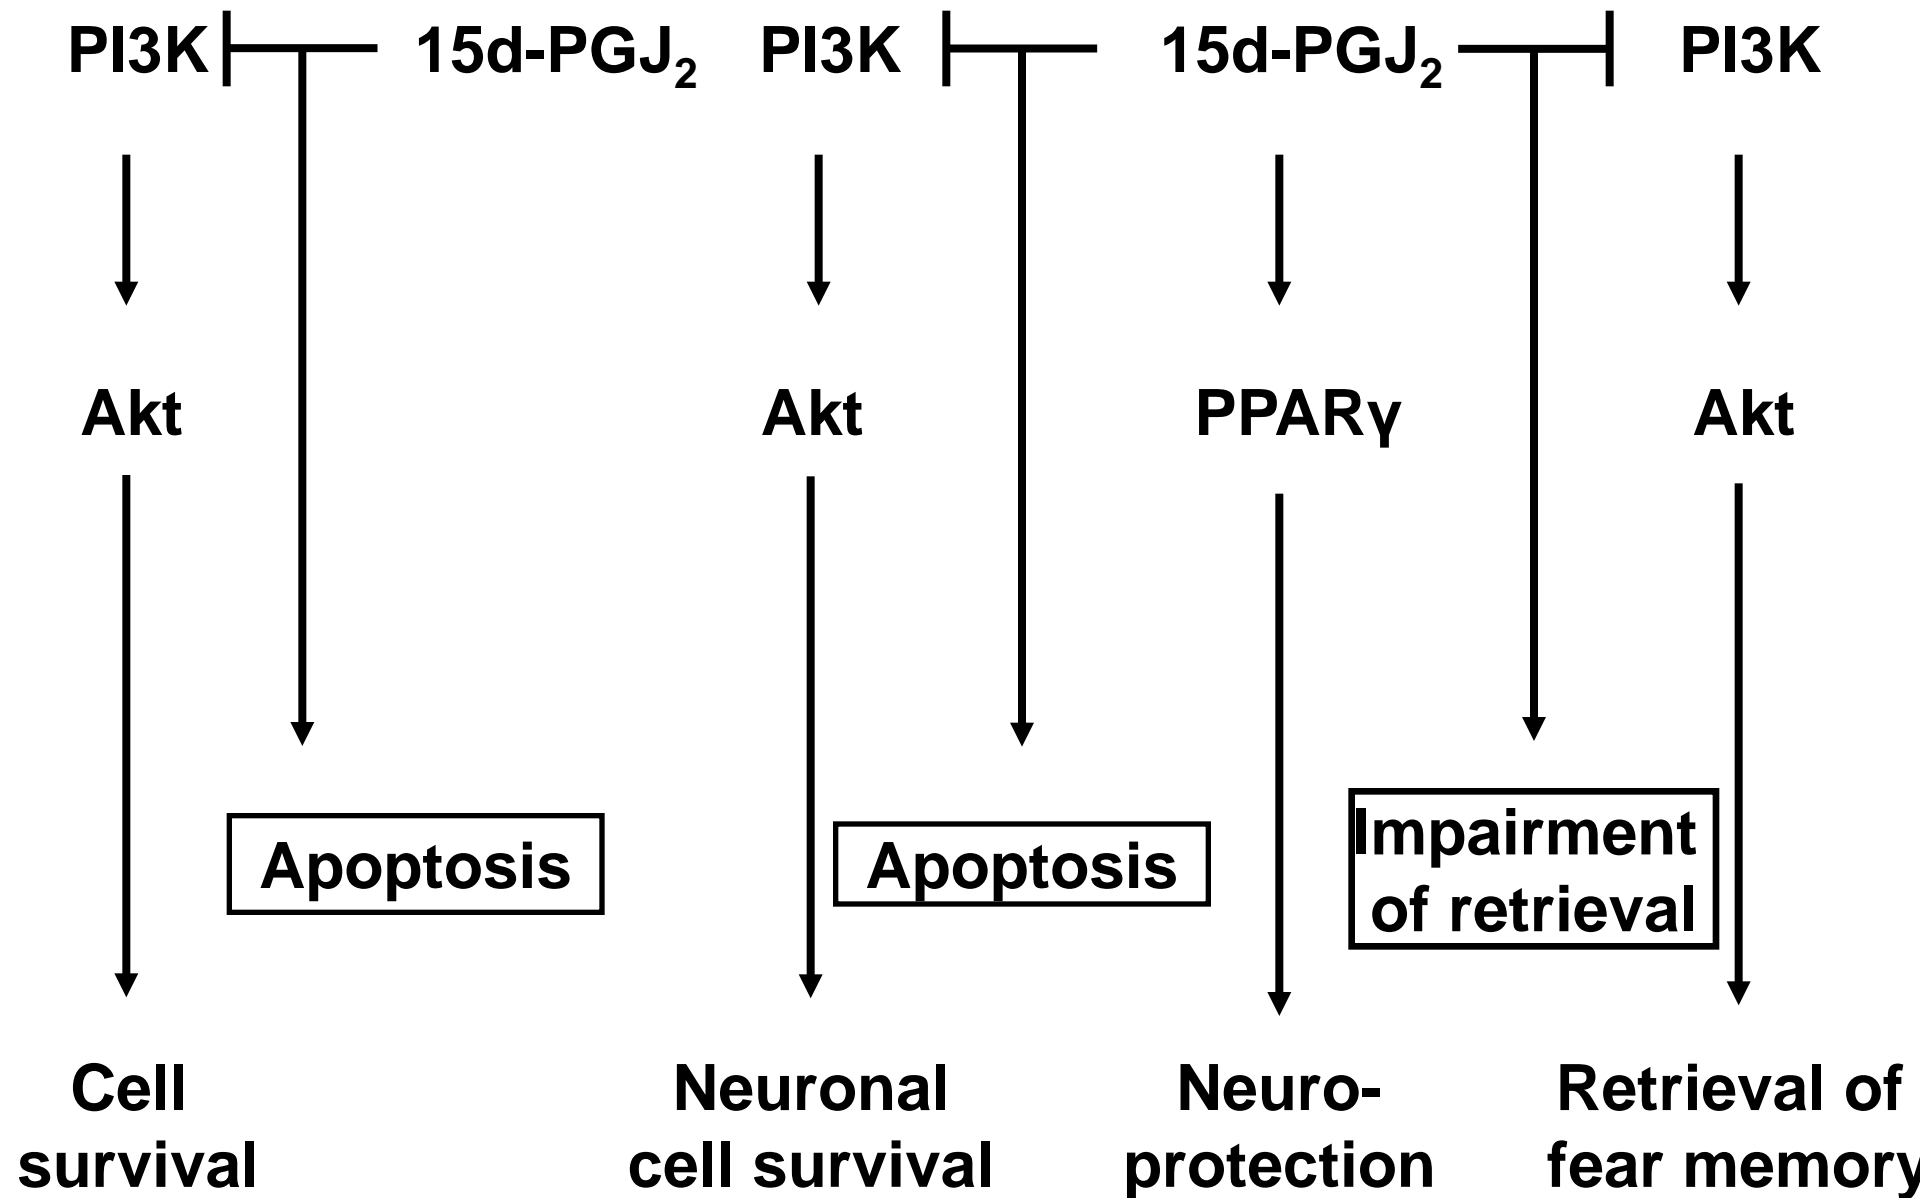 PI3K 15d-PGJ₂ PI3K 15d-PGJ₂ PI3K
Akt Akt PPARγ Akt
Apoptosis
Apoptosis
Impairment
of retrieval
Cell
survival
Neuronal
cell survival
Neuro-
protection
Retrieval of
fear memory